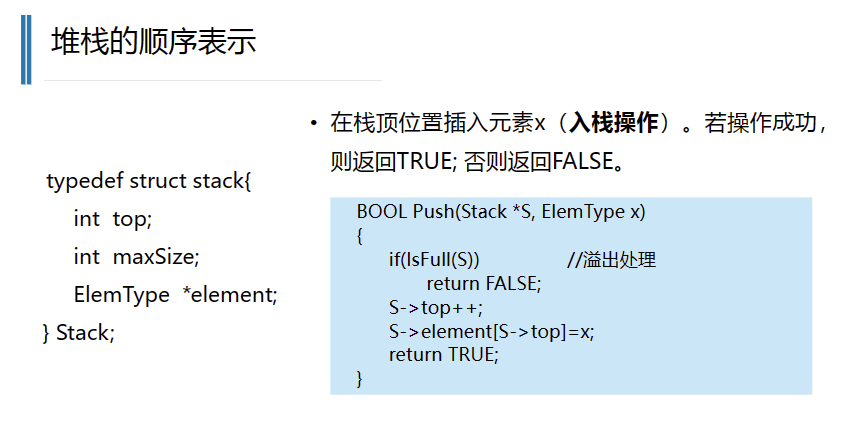 堆栈的顺序表示
• 在栈顶位置插入元素x（入栈操作）。若操作成功，
则返回TRUE; 否则返回FALSE。
typedef struct stack{
int top;
int maxSize;
ElemType *element;
} Stack;
BOOL Push(Stack *S, ElemType x)
{
if(IsFull(S)) //溢出处理
return FALSE;
S->top++;
S->element[S->top]=x;
return TRUE;
}